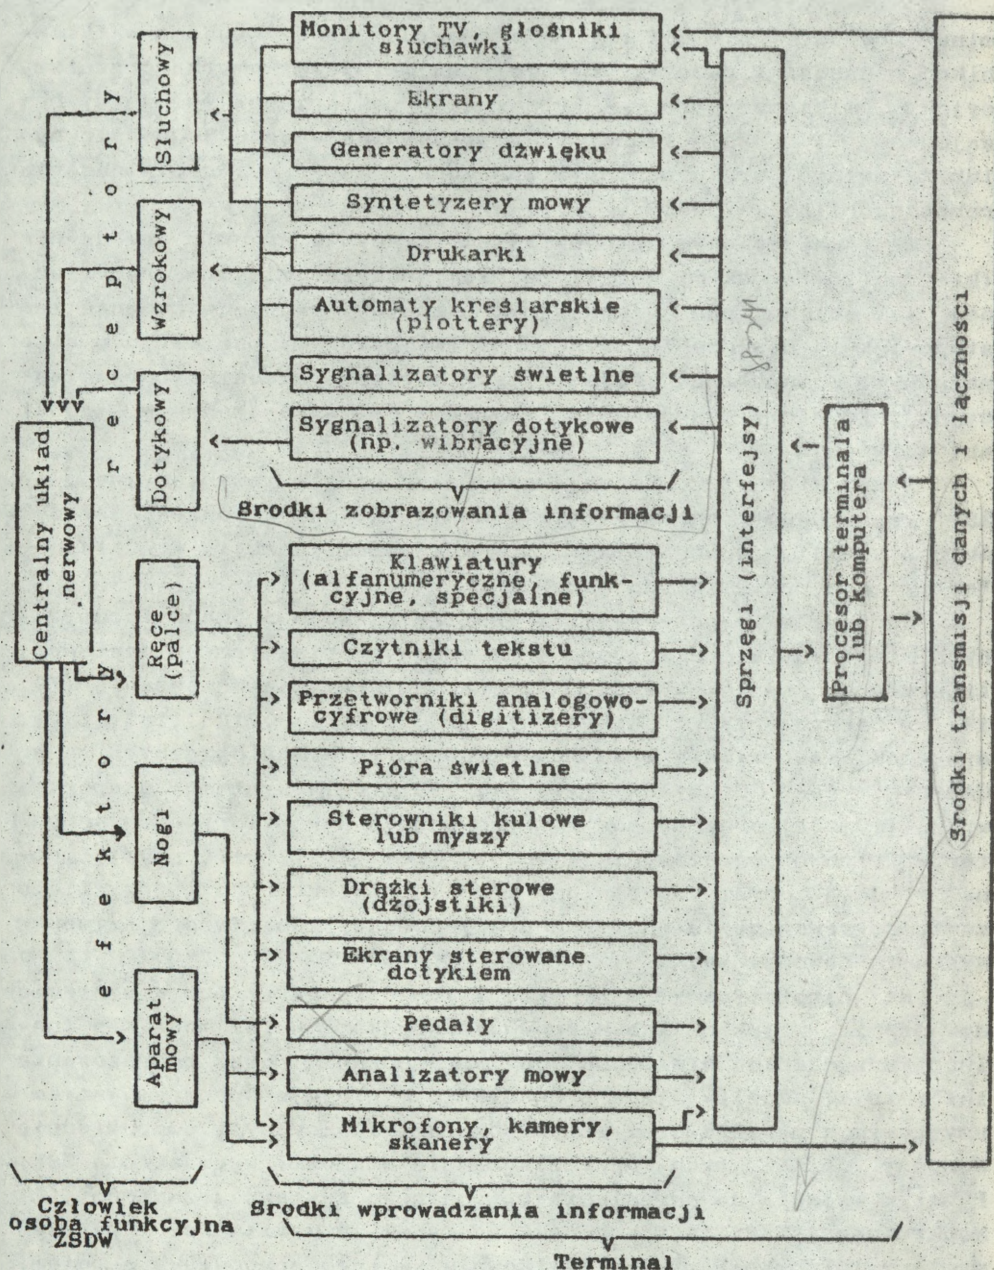 Słuchowy
Wzrokowy
Dotykowy
receptory
Centralny układ
nerwowy
Ręce
(palce)
Nogi
Aparat
mowy
efektory
Człowiek
osoba funkcyjna
ZSDW
Monitory TV, głośniki
słuchawki
Ekrany
Generatory dźwięku
Syntetyzery mowy
Drukarki
Automaty kreślarskie
(plottery)
Sygnalizatory świetlne
Sygnalizatory dotykowe
(np. wibracyjne)
Srodki zobrazowania informacji
Klawiatury
(alfanumeryczne, funk-
cyjne, specjalne)
Czytniki tekstu
Przetworniki analogowo-
cyfrowe (digitizery)
Pióra świetlne
Sterowniki kulowe
lub myszy
Drążki sterowe
(dżojstiki)
Ekrany sterowane
dotykiem
Pedały
Analizatory mowy
Mikrofony, kamery,
skanery
Srodki wprowadzania informacji
Terminal
Sprzęgi (interfejsy)
Procesor terminala
lub komputera
Srodki transmisji danych i łączności